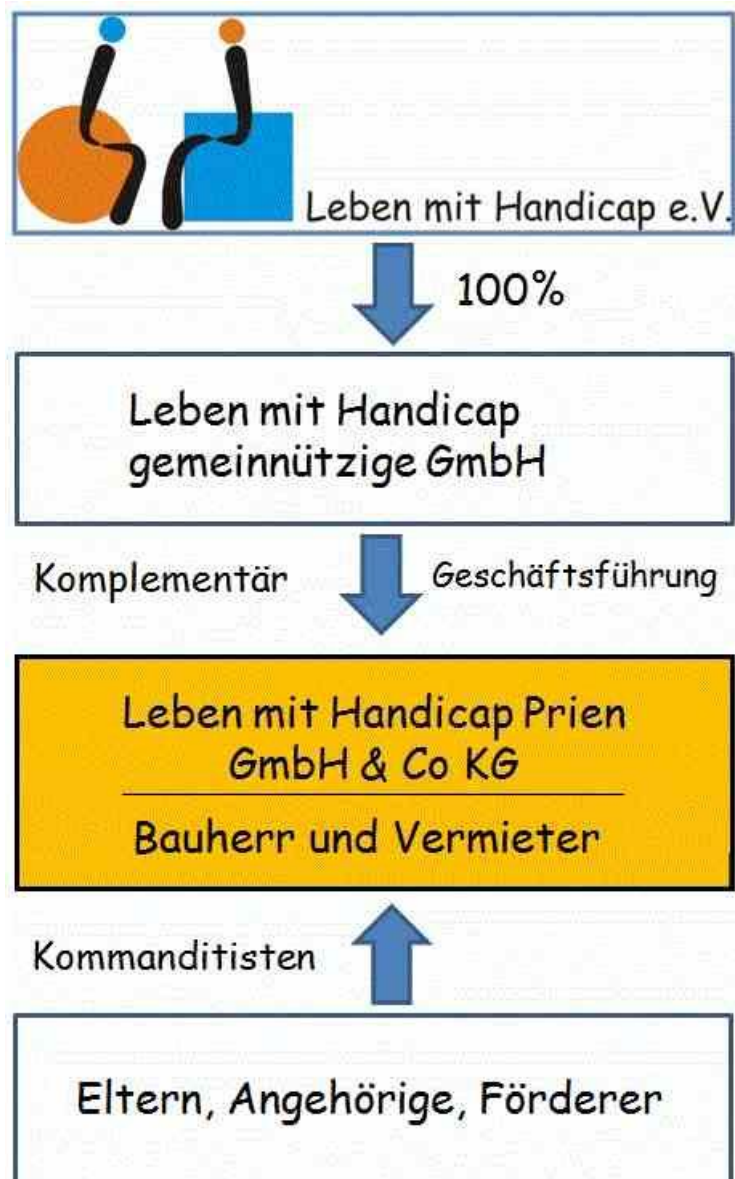 Leben mit Handicap e.V.
100%
Leben mit Handicap
gemeinnützige GmbH
Komplementär
Geschäftsführung
Leben mit Handicap Prien
GmbH & Co KG
Bauherr und Vermieter
Kommanditisten
Eltern, Angehörige, Förderer